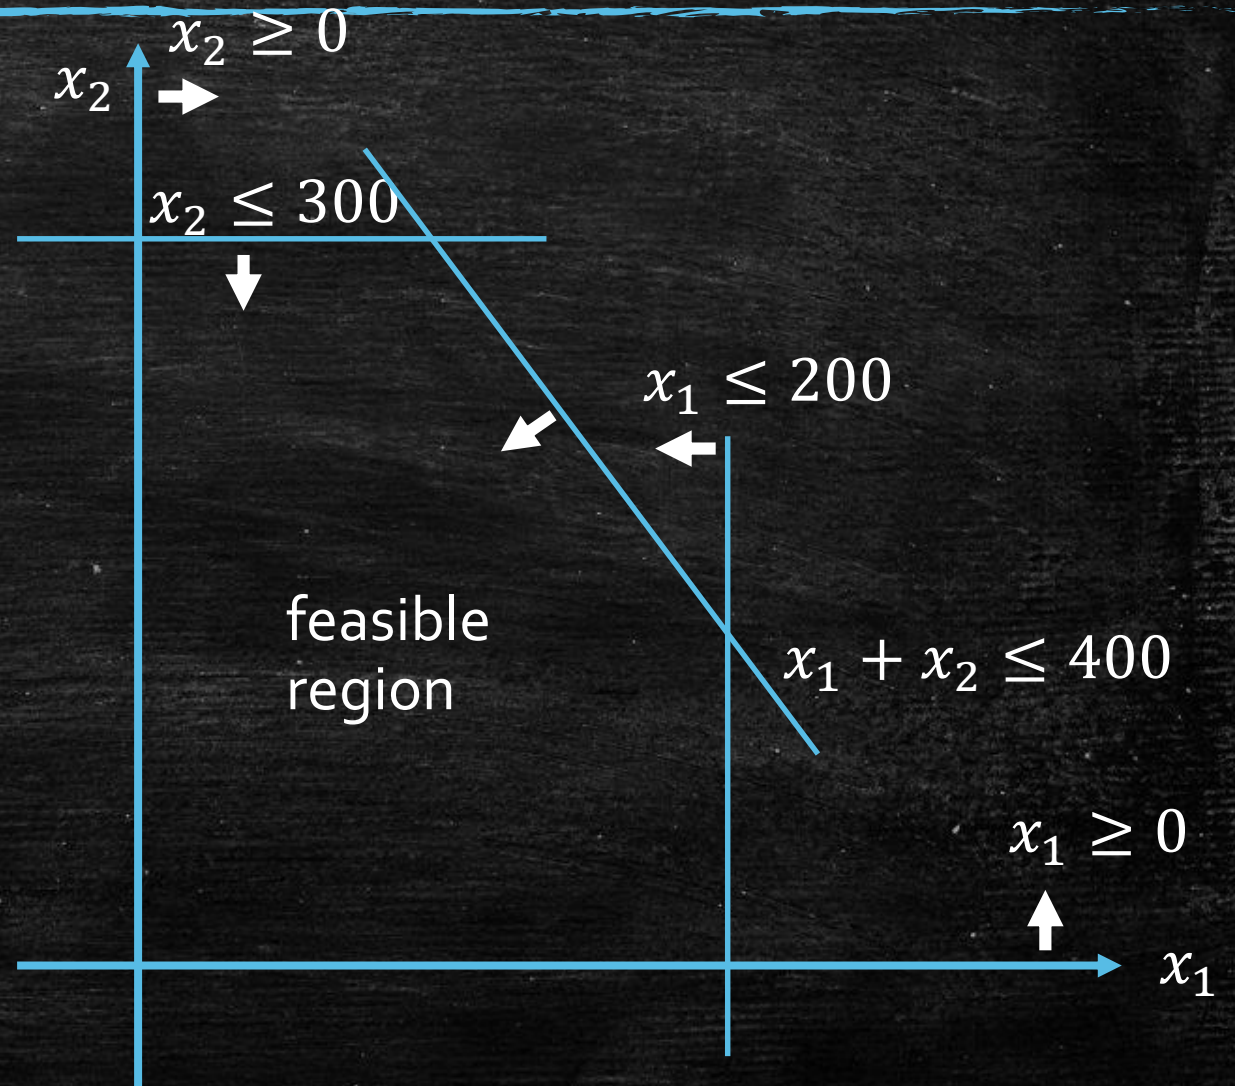 x₂ ≥ 0
x₂
x₂ ≤ 300
x₁ ≤ 200
feasible
region
x₁ + x₂ ≤ 400
x₁ ≥ 0
x₁